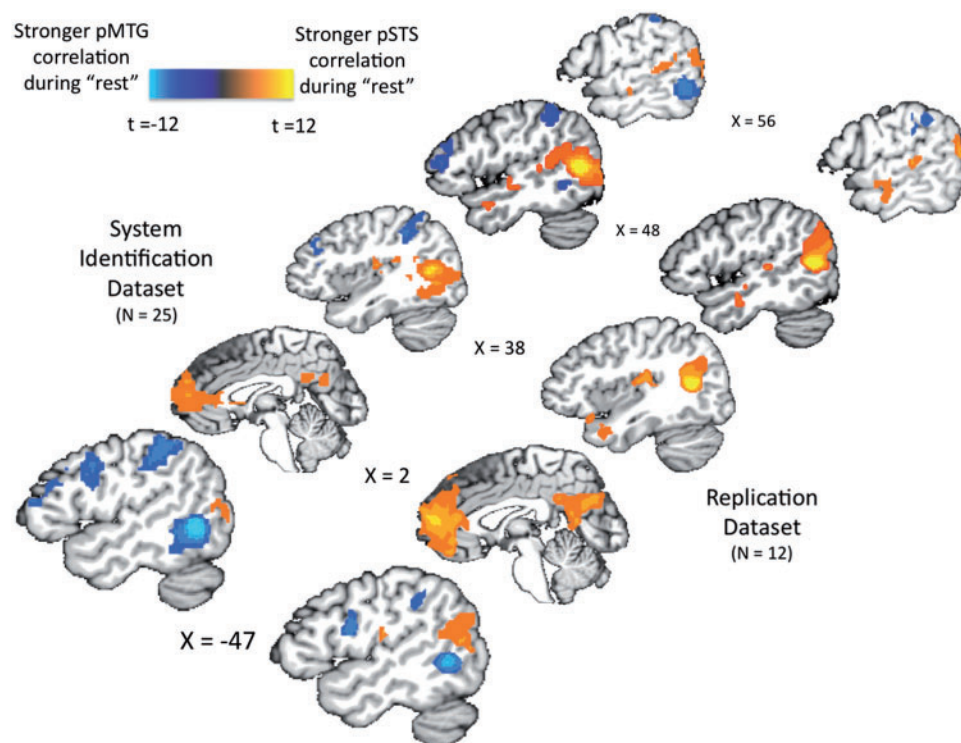 Stronger pMTG
correlation
during “rest”
Stronger pSTS
correlation
during “rest”
t =-12
t =12
X = 56
System
Identification
Dataset
(N = 25)
X = 48
X = 38
X = 2
Replication
Dataset
(N = 12)
X = -47